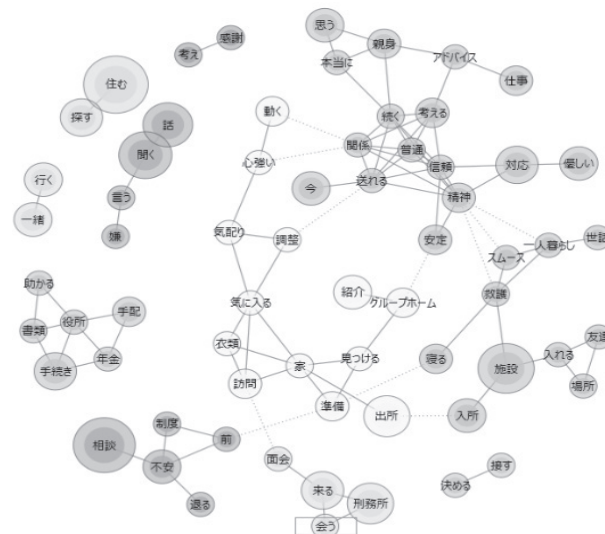 思う
親身
感謝
考え
本当に
アドバイス
住む
仕事
動く
続く
考える
探す
話
関係
普通
聞く
心強い
信頼
対応
優しい
行く
送れる
今
言う
精神
一緒
嫌
気配り
調整
安定
一人暮らし
世話
スムーズ
助かる
紹介
グループホーム
救護
気に入る
手配
役所
書類
友達
衣類
年金
見つける
寝る
入れる
手続き
家
施設
訪問
場所
準備
出所
入所
制度
前
相談
面会
不安
接す
来る
決める
刑務所
退る
会う